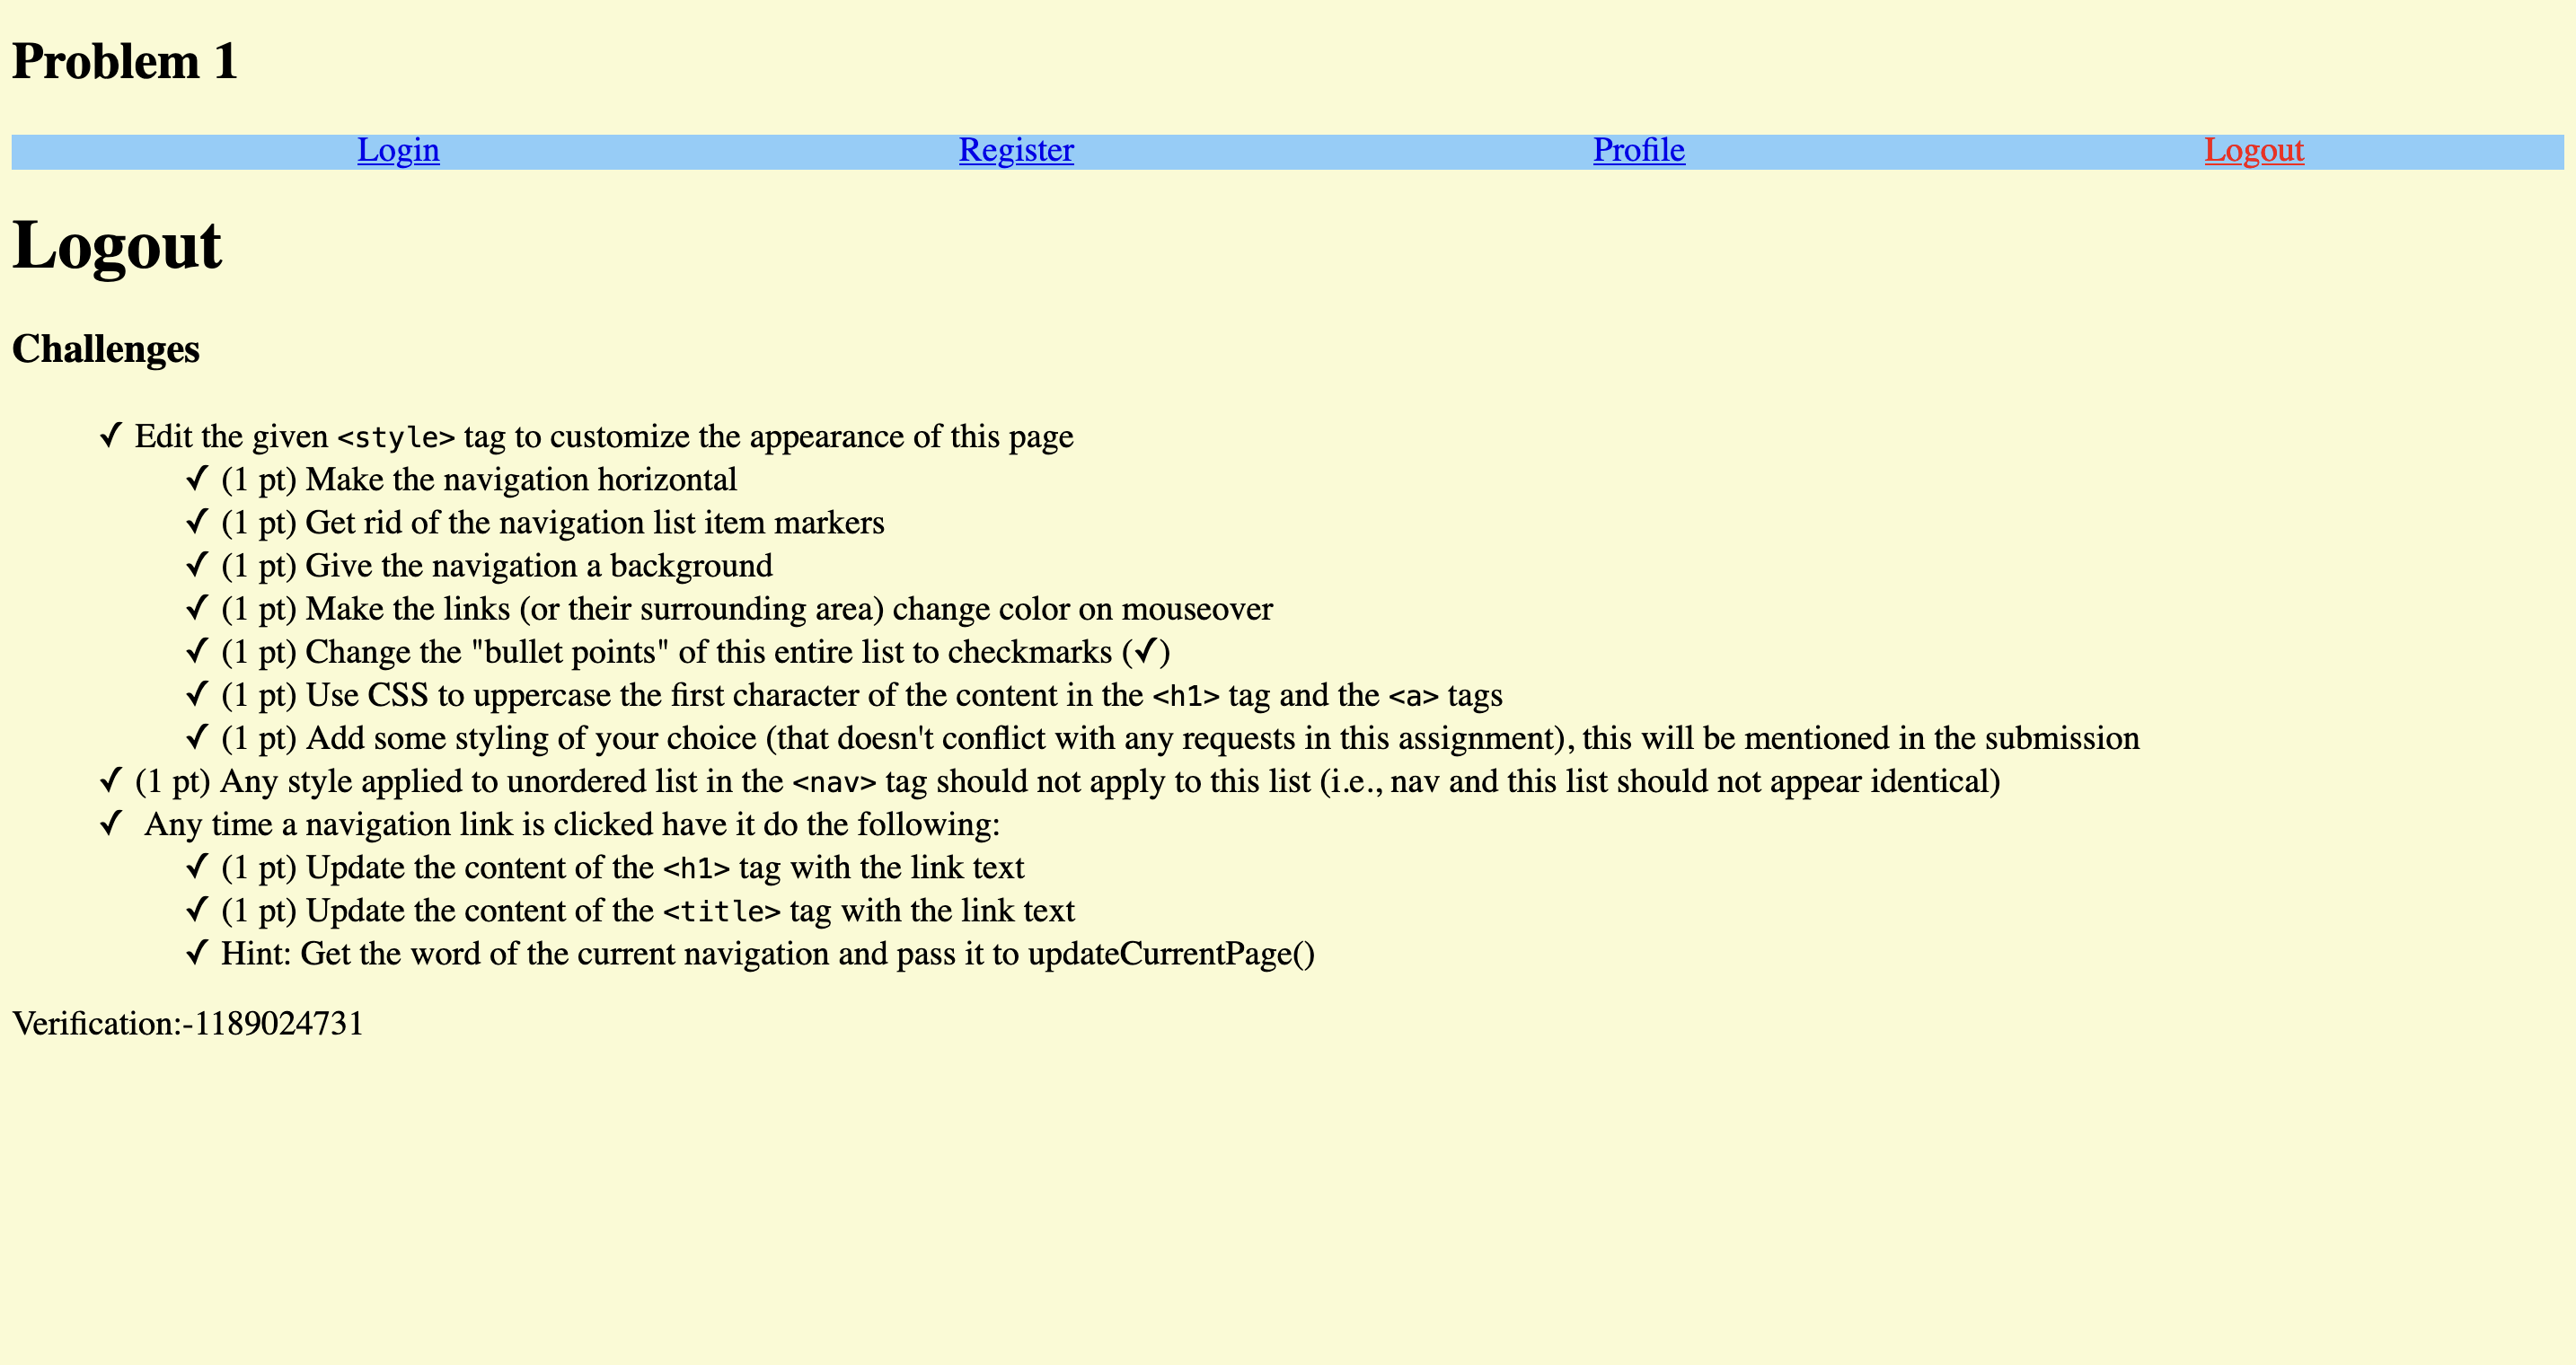 Problem 1
Login Register Profile Logout
Logout
Challenges
✓ Edit the given <style> tag to customize the appearance of this page
✓ (1 pt) Make the navigation horizontal
✓ (1 pt) Get rid of the navigation list item markers
✓ (1 pt) Give the navigation a background
✓ (1 pt) Make the links (or their surrounding area) change color on mouseover
✓ (1 pt) Change the "bullet points" of this entire list to checkmarks (✓)
✓ (1 pt) Use CSS to uppercase the first character of the content in the <h1> tag and the <a> tags
✓ (1 pt) Add some styling of your choice (that doesn't conflict with any requests in this assignment), this will be mentioned in the submission
✓ (1 pt) Any style applied to unordered list in the <nav> tag should not apply to this list (i.e., nav and this list should not appear identical)
✓ Any time a navigation link is clicked have it do the following:
✓ (1 pt) Update the content of the <h1> tag with the link text
✓ (1 pt) Update the content of the <title> tag with the link text
✓ Hint: Get the word of the current navigation and pass it to updateCurrentPage()
Verification:-1189024731